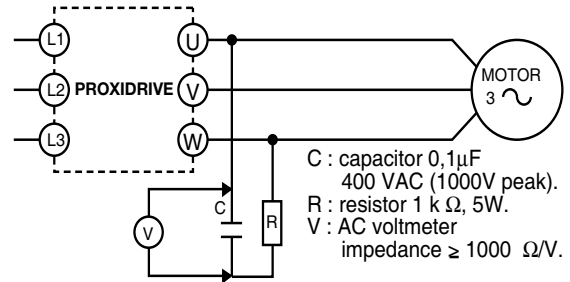 L1 U
L2 PROXIDRIVE V
L3 W
MOTOR
3
C : capacitor 0,1µF
400 VAC (1000V peak).
R : resistor 1 k Ω, 5W.
V : AC voltmeter
impedance ≥ 1000 Ω/V.
C
V
R